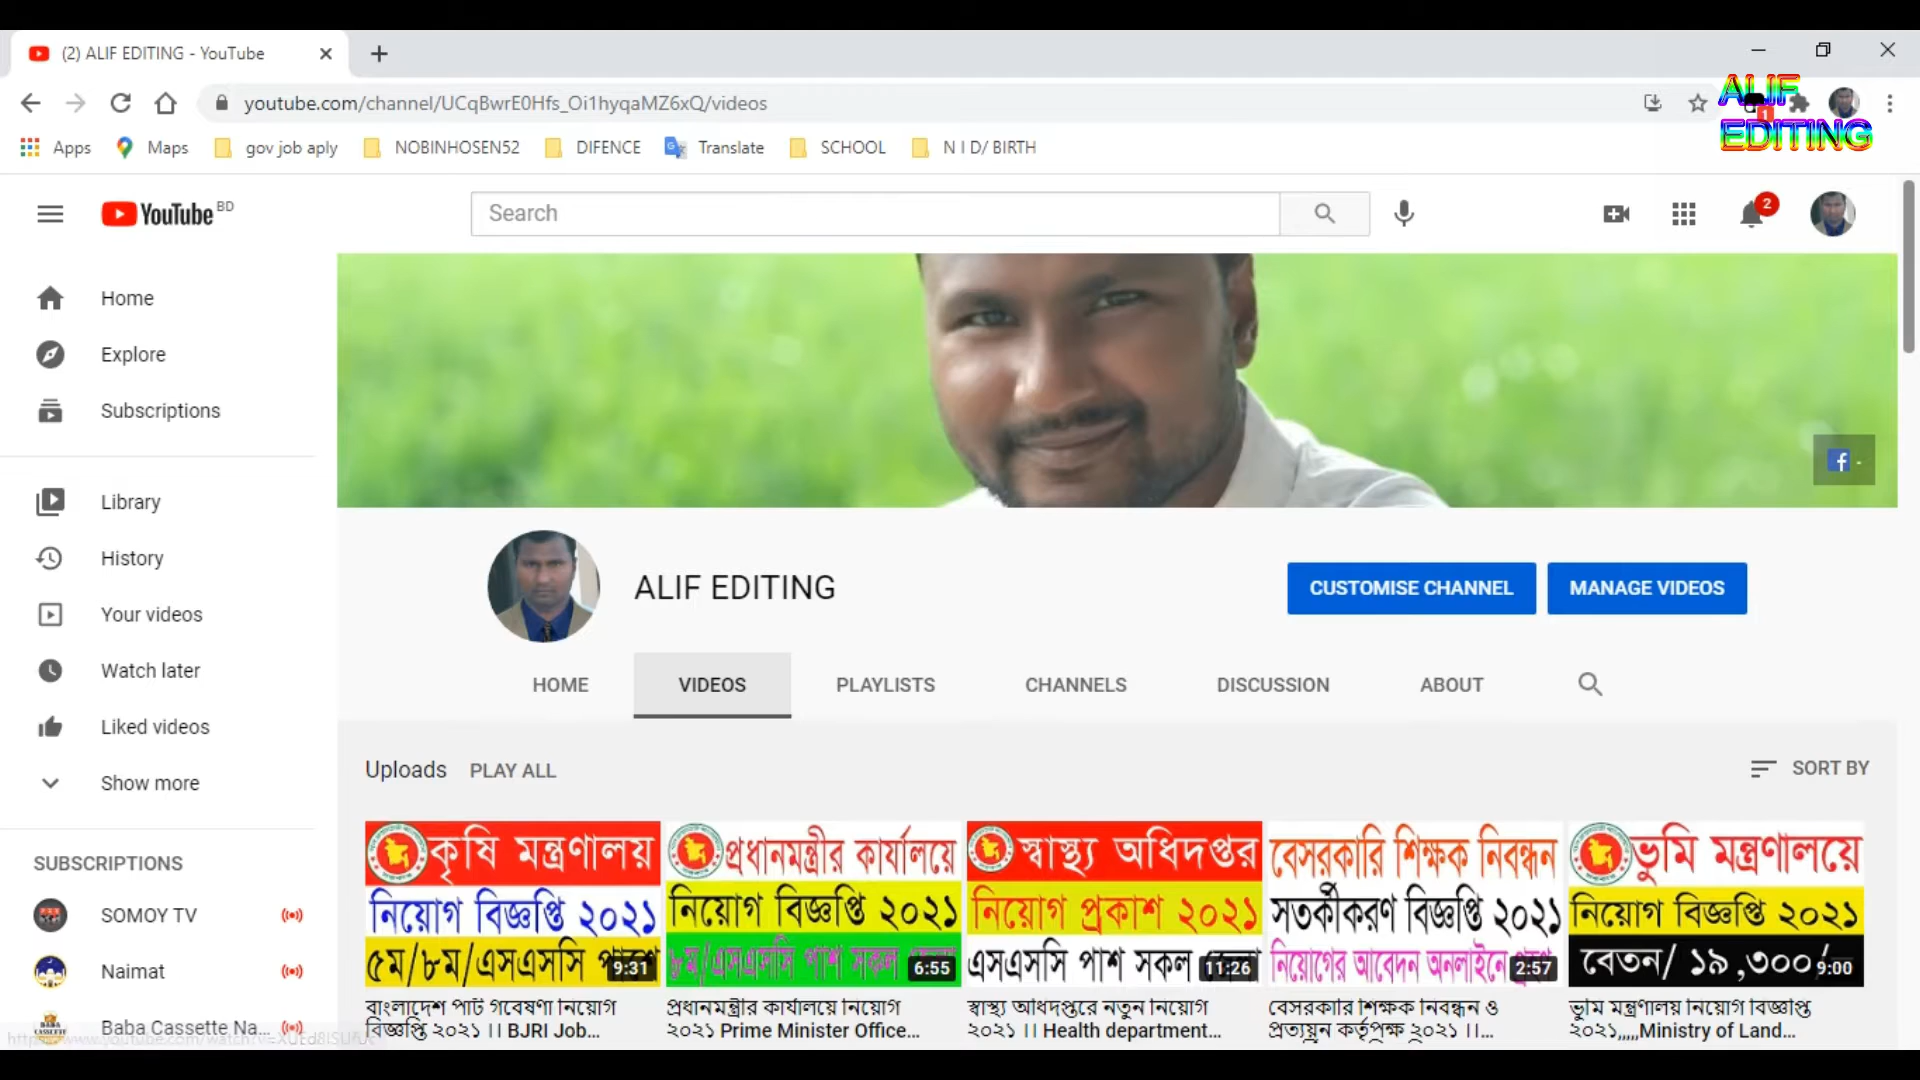 (2) ALIF EDITING - YouTube
youtube.com/channel/UCqBwrE0Hfs_Oi1hyqaMZ6xQ/videos
ALIF
EDITING
Apps
Maps
gov job aply
NOBINHOSEN52
DIFENCE
Translate
SCHOOL
N I D/ BIRTH
YouTube BD
Search
2
Home
Explore
Subscriptions
Library
History
Your videos
Watch later
Liked videos
Show more
SUBSCRIPTIONS
SOMOY TV
Naimat
Baba Cassette Na...
ALIF EDITING
CUSTOMISE CHANNEL
MANAGE VIDEOS
HOME
VIDEOS
PLAYLISTS
CHANNELS
DISCUSSION
ABOUT
Uploads
PLAY ALL
SORT BY
কৃষি মন্ত্রণালয়
নিয়োগ বিজ্ঞপ্তি ২০২১
৫ম/৮ম/এসএসসি পাশে
9:31
বাংলাদেশ পাট গবেষণা নিয়োগ
বিজ্ঞপ্তি ২০২১ ।। BJRI Job...
প্রধানমন্ত্রীর কার্যালয়ে
নিয়োগ বিজ্ঞপ্তি ২০২১
৮ম/এসএসসি পাশ সকল জেলা
6:55
প্রধানমন্ত্রীর কার্যালয়ে নিয়োগ
২০২১ Prime Minister Office...
স্বাস্থ্য অধিদপ্তর
নিয়োগ প্রকাশ ২০২১
এসএসসি পাশ সকল জেলা
11:26
স্বাস্থ্য অধিদপ্তরে নতুন নিয়োগ
২০২১ ।। Health department...
বেসরকারি শিক্ষক নিবন্ধন
সতর্কীকরণ বিজ্ঞপ্তি ২০২১
নিয়োগের আবেদন অনলাইনে
2:57
বেসরকারি শিক্ষক নিবন্ধন ও
প্রত্যয়ন কর্তৃপক্ষ ২০২১ ।।...
ভুমি মন্ত্রণালয়ে
নিয়োগ বিজ্ঞপ্তি ২০২১
বেতন/ ১৯,৩০০/
9:00
ভুমি মন্ত্রণালয় নিয়োগ বিজ্ঞপ্তি
২০২১,,,,,Ministry of Land...